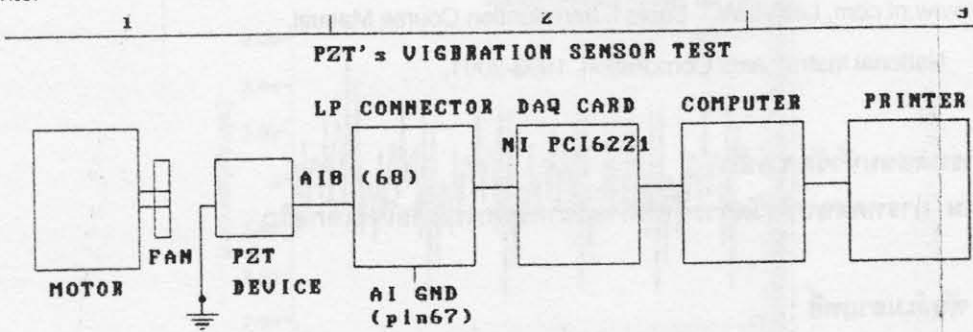 1 2 3
PZT's VIGBRATION SENSOR TEST
LP CONNECTOR DAQ CARD COMPUTER PRINTER
NI PCI6221
AI8 (68)
FAN PZT
MOTOR DEVICE AI GND
(pin67)